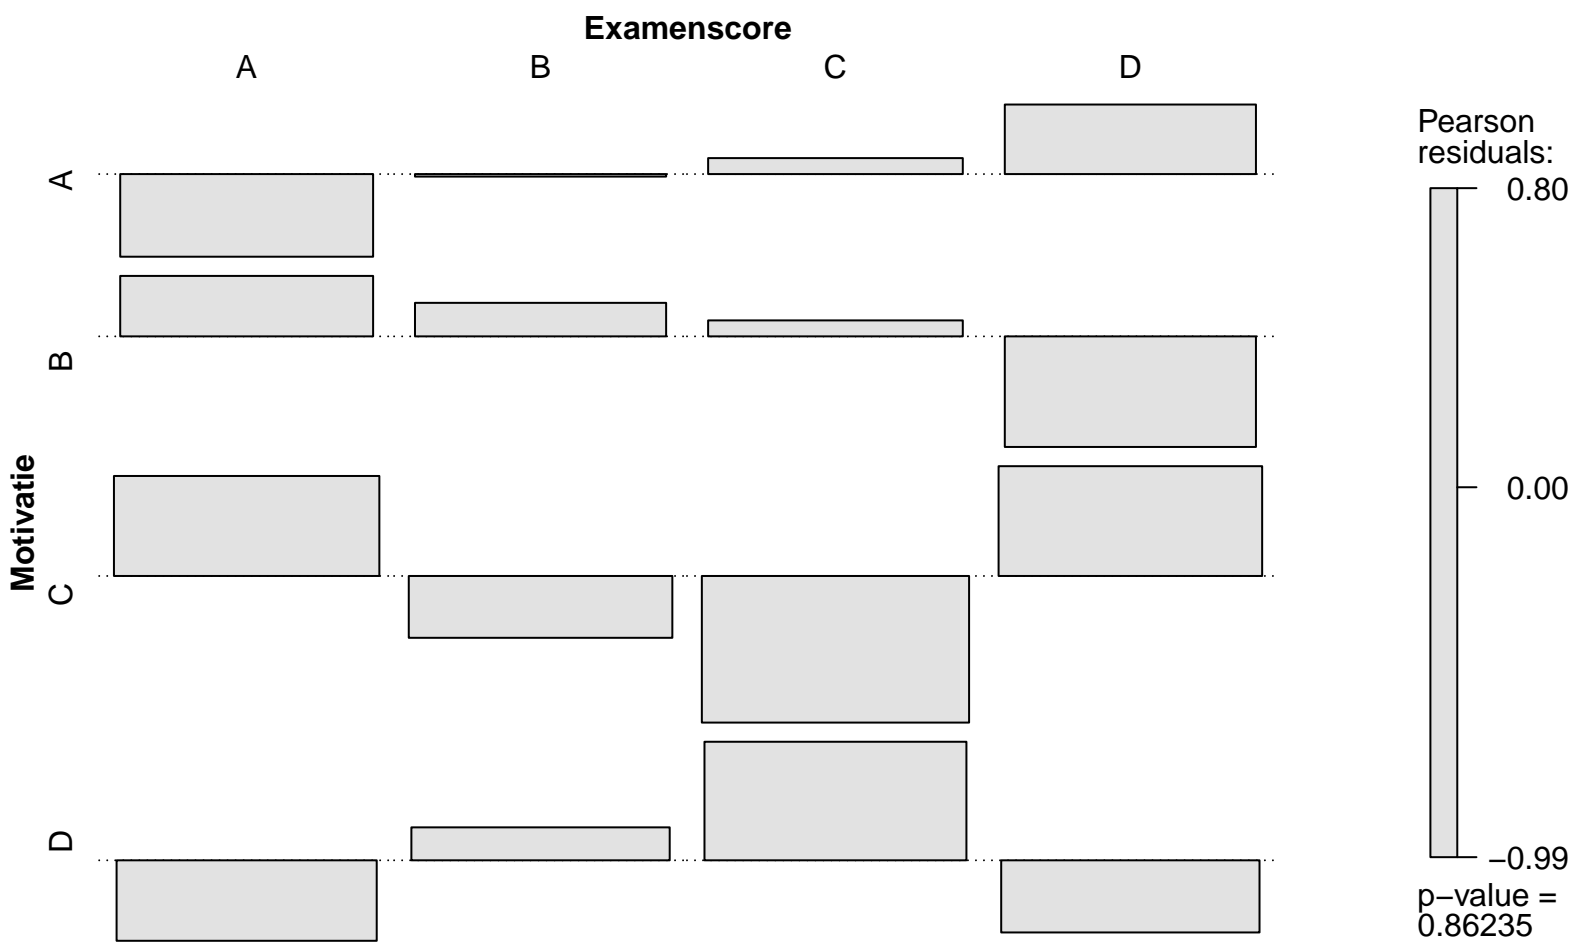 Examenscore
A B C D
Motivatie
A
B
C
D
Pearson
residuals:
0.80
0.00
−0.99
p−value =
0.86235